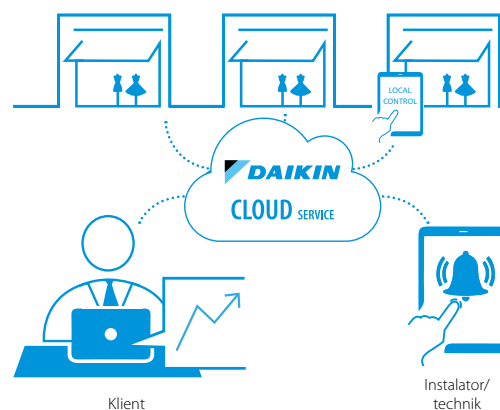 LOCAL
CONTROL
DAIKIN
CLOUD SERVICE
Klient
Instalator/
technik